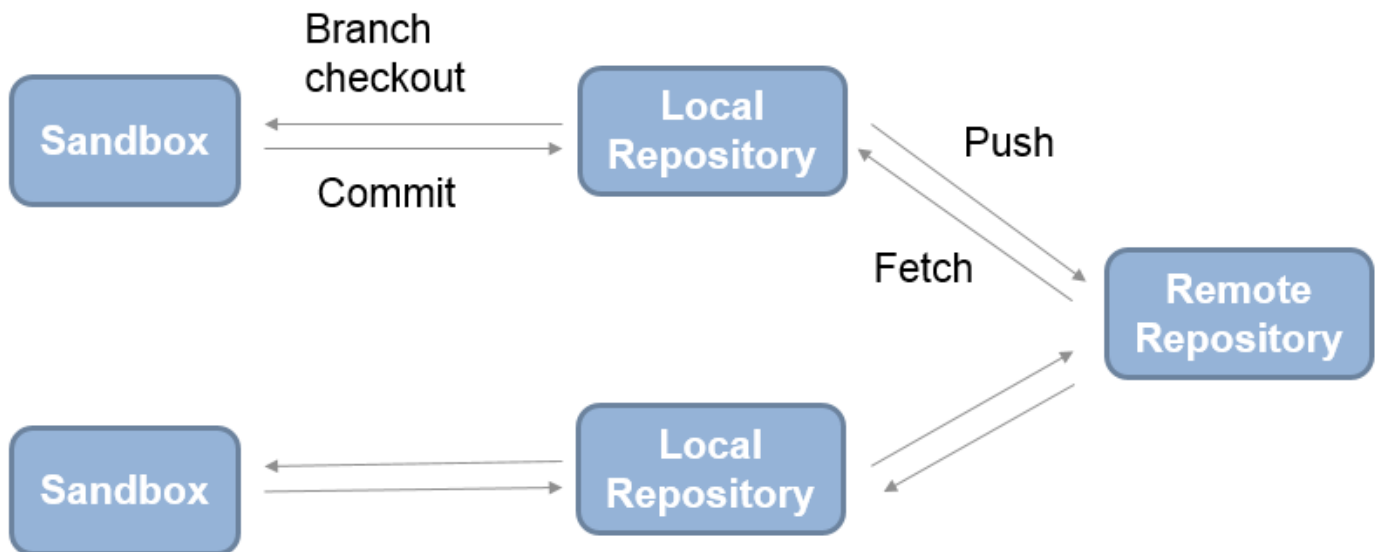 Branch
checkout
Sandbox
Local
Repository
Commit
Push
Fetch
Remote
Repository
Sandbox
Local
Repository